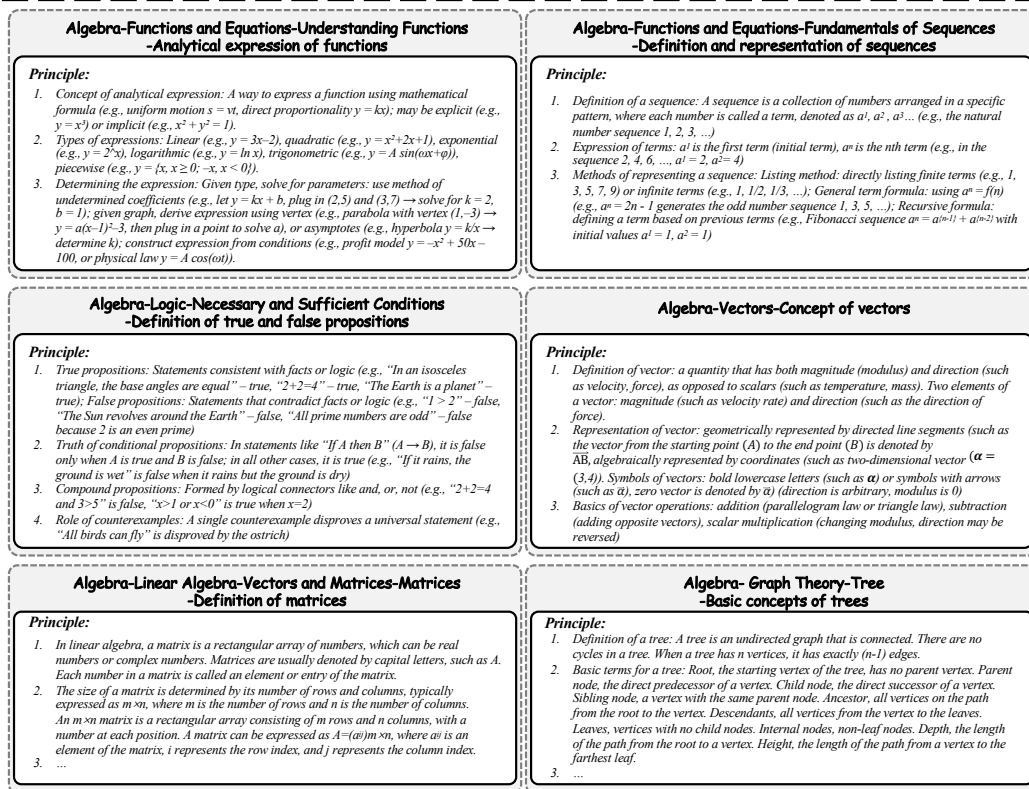 Algebra-Functions and Equations-Understanding Functions
-Analytical expression of functions
Principle:
1. Concept of analytical expression: A way to express a function using mathematical
formula (e.g., uniform motion s = vt, direct proportionality y = kx); may be explicit (e.g.,
y = x³) or implicit (e.g., x² + y² = 1).
2. Types of expressions: Linear (e.g., y = 3x–2), quadratic (e.g., y = x²+2x+1), exponential
(e.g., y = 2^x), logarithmic (e.g., y = ln x), trigonometric (e.g., y = A sin(ωx+φ)),
piecewise (e.g., y = {x, x ≥ 0; –x, x < 0}).
3. Determining the expression: Given type, solve for parameters: use method of
undetermined coefficients (e.g., let y = kx + b, plug in (2,5) and (3,7) → solve for k = 2,
b = 1); given graph, derive expression using vertex (e.g., parabola with vertex (1,–3) →
y = a(x–1)²–3, then plug in a point to solve a), or asymptotes (e.g., hyperbola y = k/x →
determine k); construct expression from conditions (e.g., profit model y = –x² + 50x –
100, or physical law y = A cos(ωt)).
Algebra-Functions and Equations-Fundamentals of Sequences
-Definition and representation of sequences
Principle:
1. Definition of a sequence: A sequence is a collection of numbers arranged in a specific
pattern, where each number is called a term, denoted as a¹, a² , a³ ... (e.g., the
natural number sequence 1, 2, 3, ...)
2. Expression of terms: a¹ is the first term (initial term), aⁿ is the nth term (e.g., in the
sequence 2, 4, 6, ..., a¹ = 2, a²= 4)
3. Methods of representing a sequence: Listing method: directly listing finite terms (e.g., 1,
3, 5, 7, 9) or infinite terms (e.g., 1, 1/2, 1/3, ...); General term formula: using aⁿ = f(n)
(e.g., aⁿ = 2n - 1 generates the odd number sequence 1, 3, 5, ...); Recursive formula:
defining a term based on previous terms (e.g., Fibonacci sequence aⁿ = a⁽ⁿ⁻¹⁾ + a⁽ⁿ⁻²⁾ with
initial values a¹ = 1, a² = 1)
Algebra-Logic-Necessary and Sufficient Conditions
-Definition of true and false propositions
Principle:
1. True propositions: Statements consistent with facts or logic (e.g., “In an isosceles
triangle, the base angles are equal” – true, “2+2=4” – true, “The Earth is a planet” –
true); False propositions: Statements that contradict facts or logic (e.g., “1 > 2” – false,
“The Sun revolves around the Earth” – false, “All prime numbers are odd” – false
because 2 is an even prime)
2. Truth of conditional propositions: In statements like “If A then B” (A → B), it is false
only when A is true and B is false; in all other cases, it is true (e.g., “If it rains, the
ground is wet” is false when it rains but the ground is dry)
3. Compound propositions: Formed by logical connectors like and, or, not (e.g., “2+2=4
and 3>5” is false, “x>1 or x<0” is true when x=2)
4. Role of counterexamples: A single counterexample disproves a universal statement (e.g.,
“All birds can fly” is disproved by the ostrich)
Algebra-Vectors-Concept of vectors
Principle:
1. Definition of vector: a quantity that has both magnitude (modulus) and direction (such
as velocity, force), as opposed to scalars (such as temperature, mass). Two elements of
a vector: magnitude (such as velocity rate) and direction (such as the direction of
force).
2. Representation of vector: geometrically represented by directed line segments (such as
the vector from the starting point (A) to the end point (B) is denoted by
A͞B͞, algebraically represented by coordinates (such as two-dimensional vector (α =
(3,4)). Symbols of vectors: bold lowercase letters (such as α) or symbols with arrows
(such as ᾱ), zero vector is denoted by ᾱ) (direction is arbitrary, modulus is 0)
3. Basics of vector operations: addition (parallelogram law or triangle law), subtraction
(adding opposite vectors), scalar multiplication (changing modulus, direction may be
reversed)
Algebra-Linear Algebra-Vectors and Matrices-Matrices
-Definition of matrices
Principle:
1. In linear algebra, a matrix is a rectangular array of numbers, which can be real
numbers or complex numbers. Matrices are usually denoted by capital letters, such as A.
Each number in a matrix is called an element or entry of the matrix.
2. The size of a matrix is determined by its number of rows and columns, typically
expressed as m×n, where m is the number of rows and n is the number of columns.
An m×n matrix is a rectangular array consisting of m rows and n columns, with a
number at each position. A matrix can be expressed as A=(aⁱʲ)m×n, where aⁱʲ is an
element of the matrix, i represents the row index, and j represents the column index.
3. ...
Algebra- Graph Theory-Tree
-Basic concepts of trees
Principle:
1. Definition of a tree: A tree is an undirected graph that is connected. There are no
cycles in a tree. When a tree has n vertices, it has exactly (n-1) edges.
2. Basic terms for a tree: Root, the starting vertex of the tree, has no parent vertex. Parent
node, the direct predecessor of a vertex. Child node, the direct successor of a vertex.
Sibling node, a vertex with the same parent node. Ancestor, all vertices on the path
from the root to the vertex. Descendants, all vertices from the vertex to the leaves.
Leaves, vertices with no child nodes. Internal nodes, non-leaf nodes. Depth, the length
of the path from the root to a vertex. Height, the length of the path from a vertex to the
farthest leaf.
3. ...